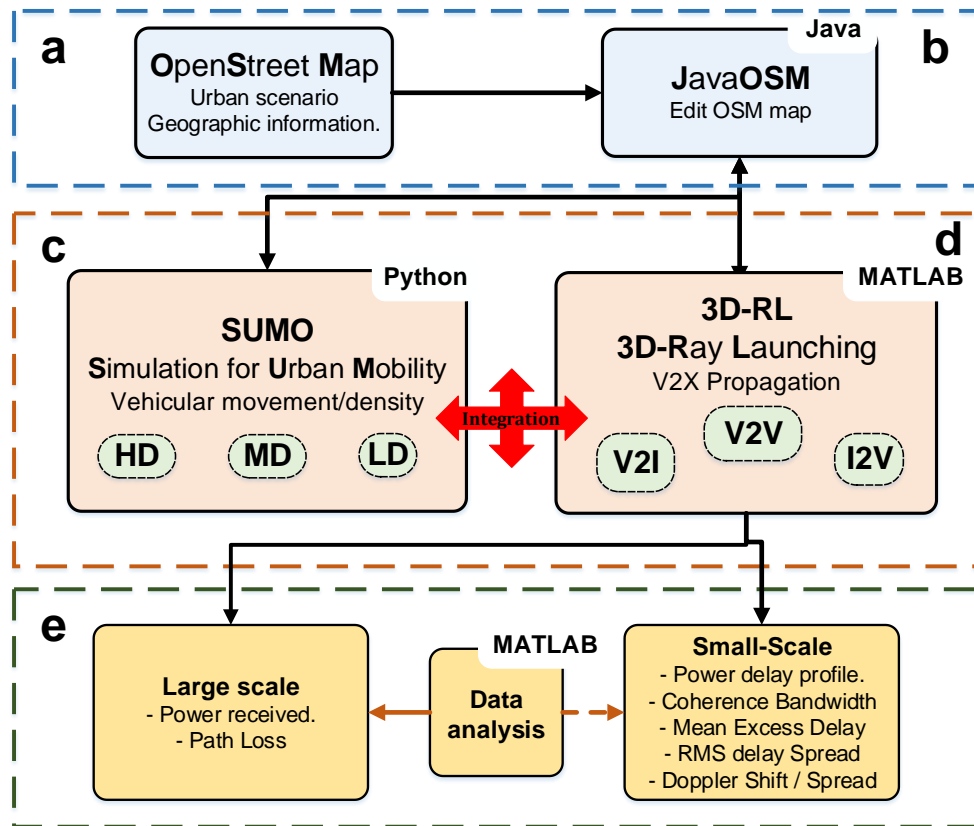 a
OpenStreet Map
Urban scenario
Geographic information.
Java
b
JavaOSM
Edit OSM map
c
Python
SUMO
Simulation for Urban Mobility
Vehicular movement/density
HD
MD
LD
Integration
d
MATLAB
3D-RL
3D-Ray Launching
V2X Propagation
V2I
V2V
I2V
e
Large scale
- Power received.
- Path Loss
MATLAB
Data
analysis
Small-Scale
- Power delay profile.
- Coherence Bandwidth
- Mean Excess Delay
- RMS delay Spread
- Doppler Shift / Spread